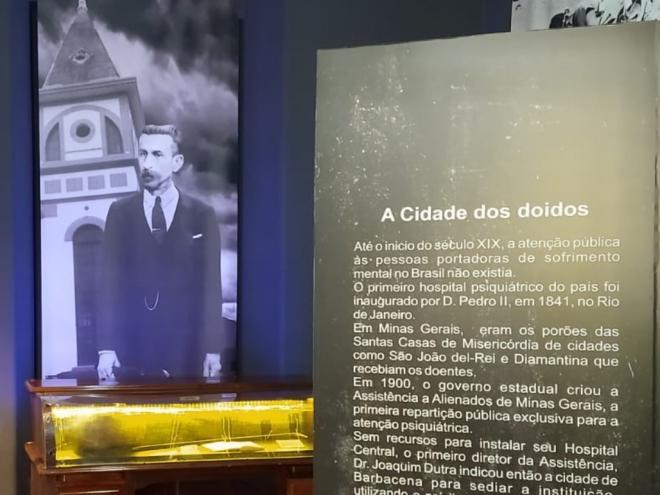 A Cidade dos doidos
Até o inicio do século XIX, a atenção pública
às pessoas portadoras de sofrimento
mental no Brasil não existia.
O primeiro hospital psiquiátrico do país foi
inaugurado por D. Pedro II, em 1841, no Rio
de Janeiro.
Em Minas Gerais, eram os porões das
Santas Casas de Misericórdia de cidades
como São João del-Rei e Diamantina que
recebiam os doentes.
Em 1900, o governo estadual criou a
Assistência a Alienados de Minas Gerais, a
primeira repartição pública exclusiva para a
atenção psiquiátrica.
Sem recursos para instalar seu Hospital
Central, o primeiro diretor da Assistência,
Dr. Joaquim Dutra indicou então a cidade de
Barbacena para sediar a instituição,
utilizando